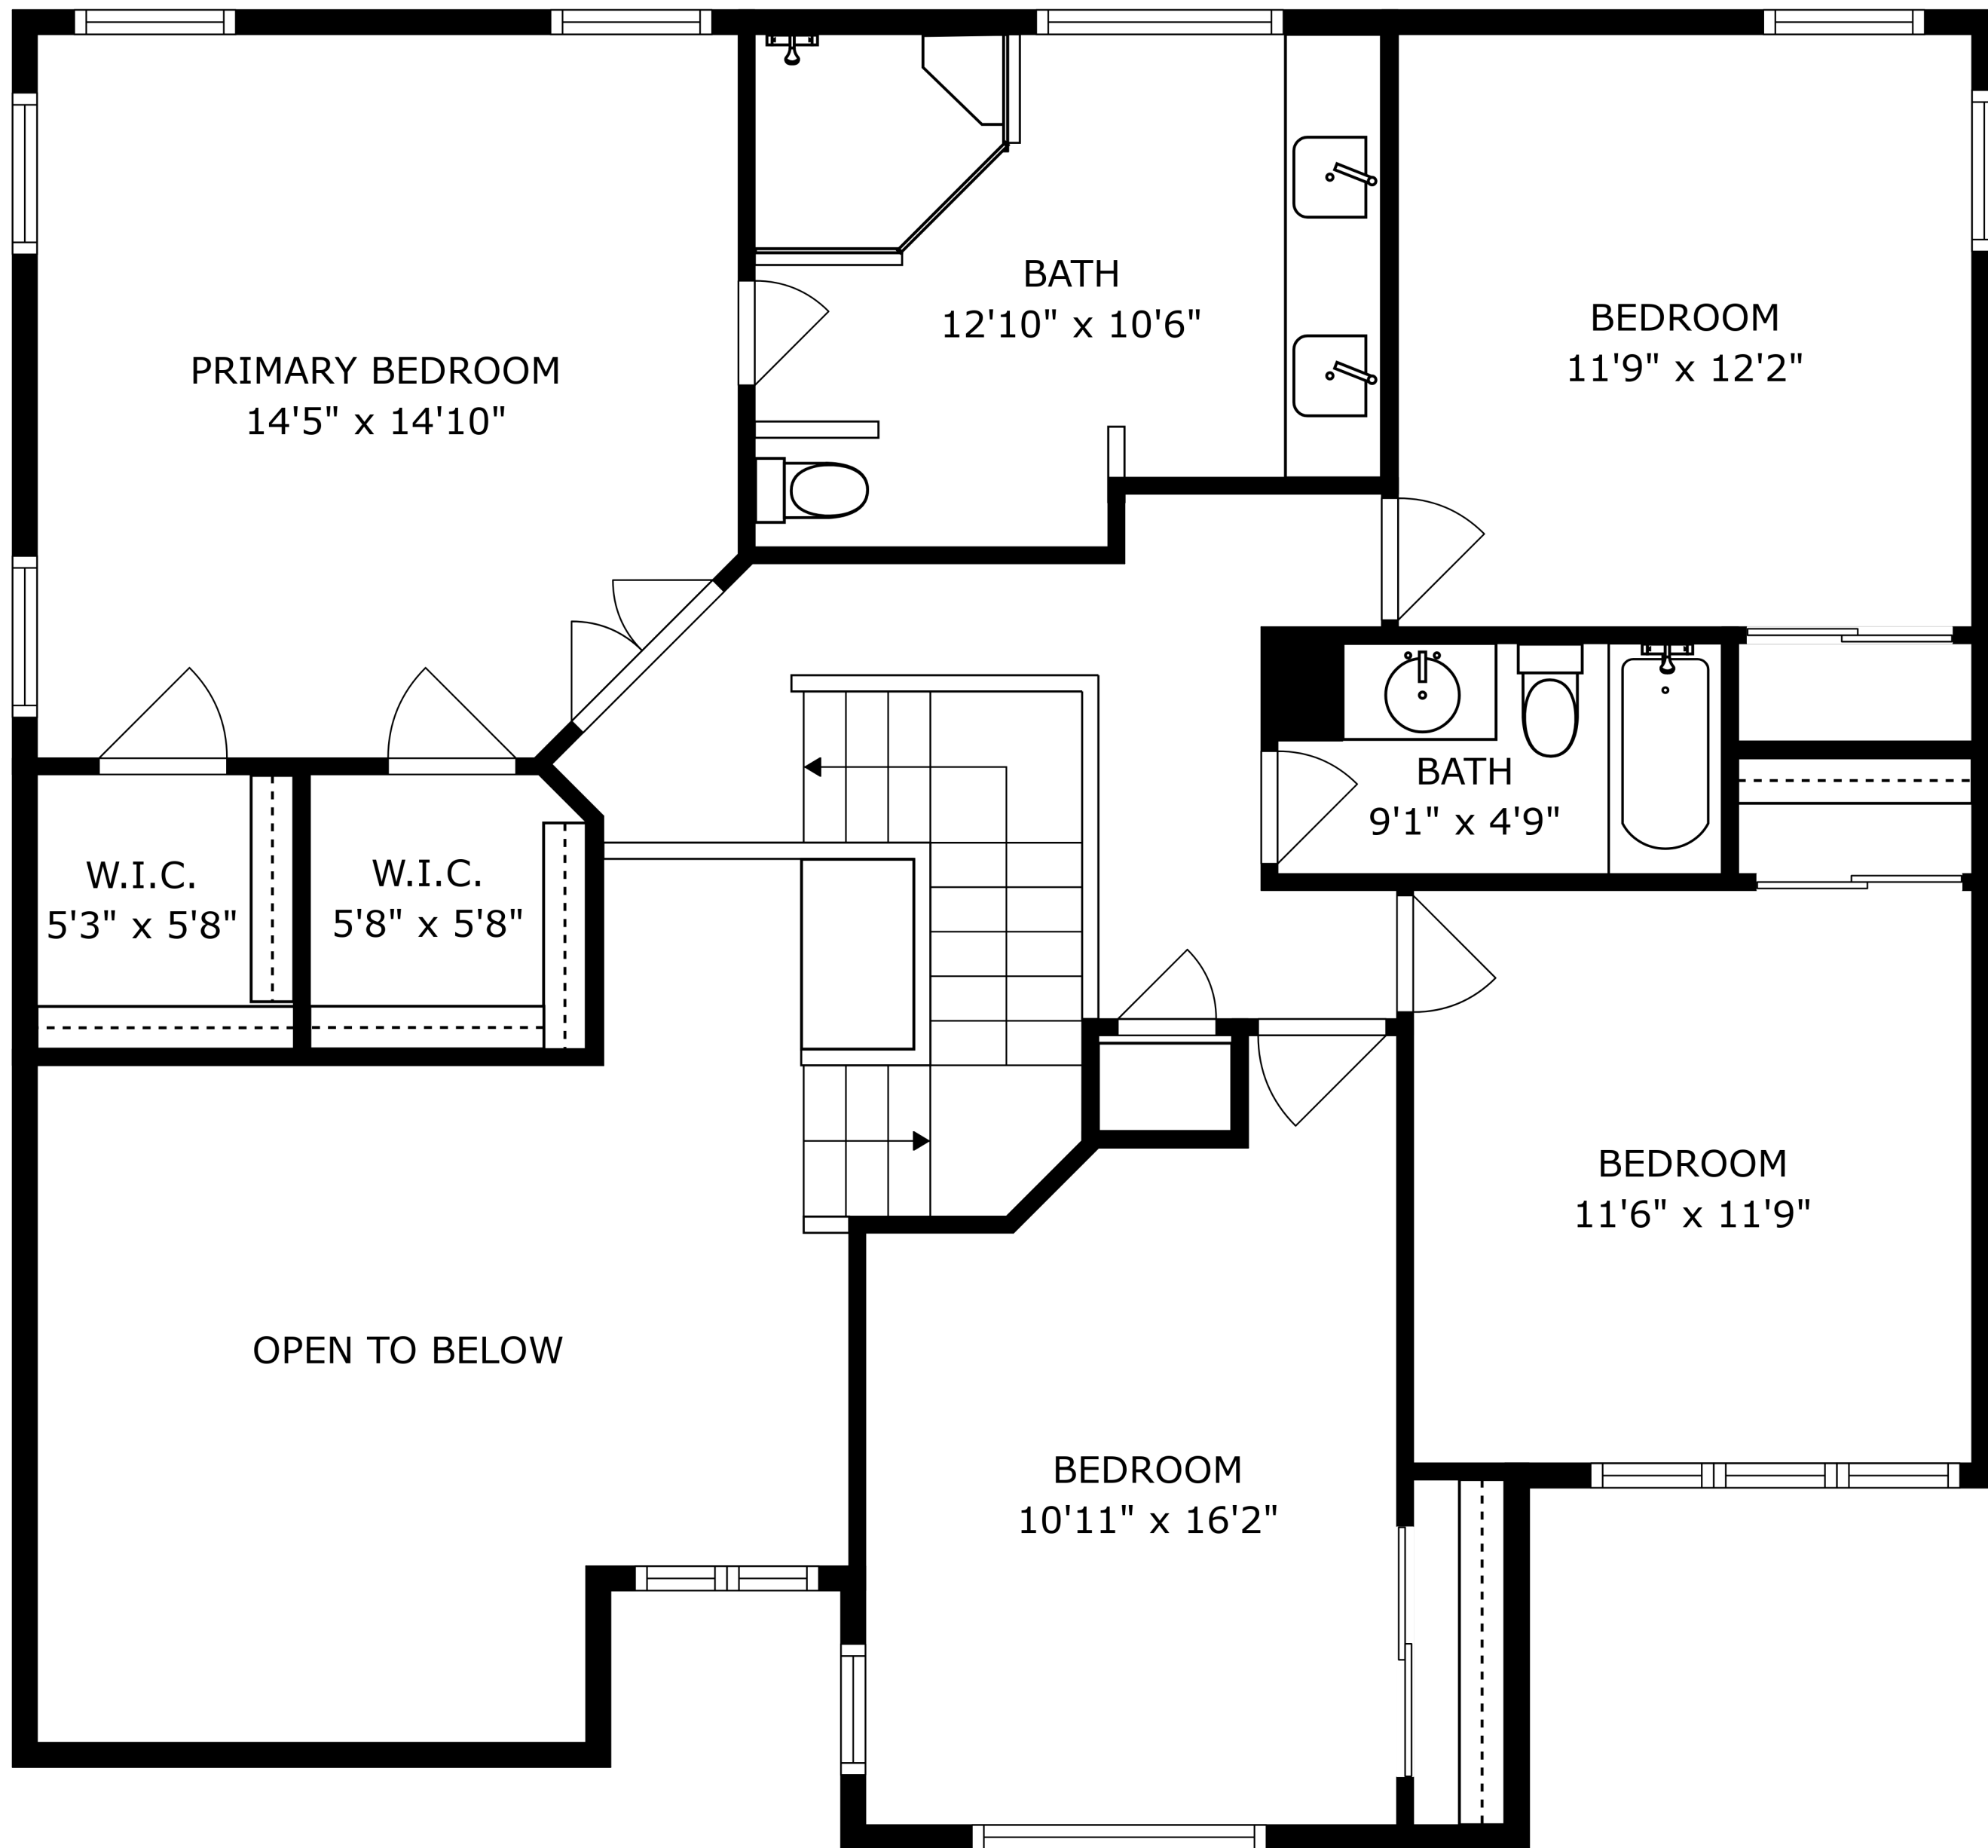 BATH
12'10" x 10'6"
BEDROOM
11'9" x 12'2"
PRIMARY BEDROOM
14'5" x 14'10"
BATH
9'1" x 4'9"
W.I.C.
5'3" x 5'8"
W.I.C.
5'8" x 5'8"
BEDROOM
11'6" x 11'9"
OPEN TO BELOW
BEDROOM
10'11" x 16'2"